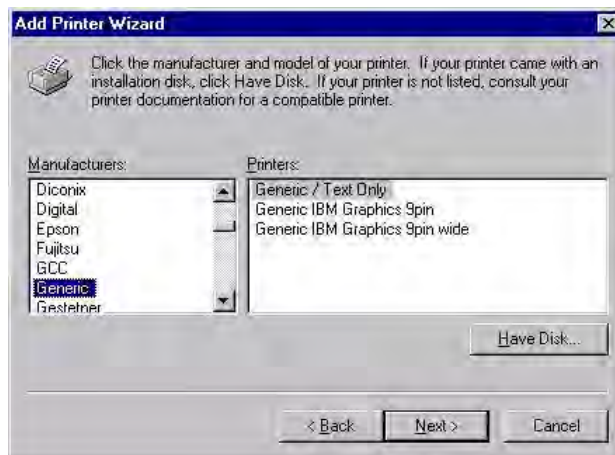 Add Printer Wizard
Click the manufacturer and model of your printer. If your printer came with an
installation disk, click Have Disk. If your printer is not listed, consult your
printer documentation for a compatible printer.
Manufacturers:
Printers:
Diconix
Digital
Epson
Fujitsu
GCC
Generic
Gestetner
Generic / Text Only
Generic IBM Graphics 9pin
Generic IBM Graphics 9pin wide
Have Disk...
< Back
Next >
Cancel